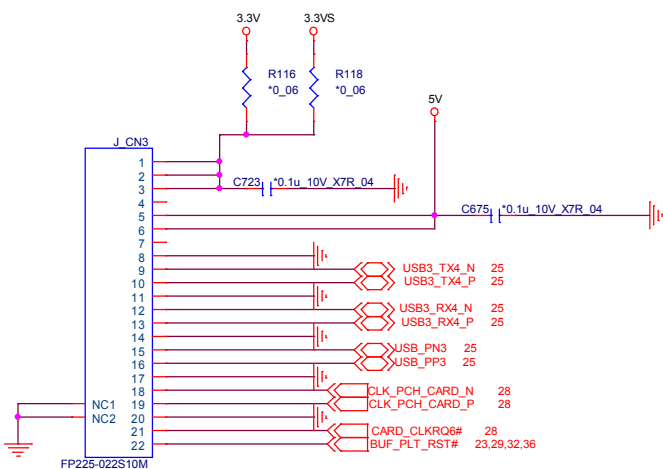 3.3V 3.3VS
R116 R118
*0_06 *0_06
5V
J_CN3
1
2
3
C723 *0.1u_10V_X7R_04
4
5
C675 *0.1u_10V_X7R_04
6
7
8
9 USB3_TX4_N 25
10 USB3_TX4_P 25
11
12 USB3_RX4_N 25
13 USB3_RX4_P 25
14
15 USB_PN3 25
16 USB_PP3 25
17
18 CLK_PCH_CARD_N 28
NC1 19 CLK_PCH_CARD_P 28
NC2 20
21 CARD_CLKRQ6# 28
22 BUF_PLT_RST# 23,29,32,36
FP225-022S10M